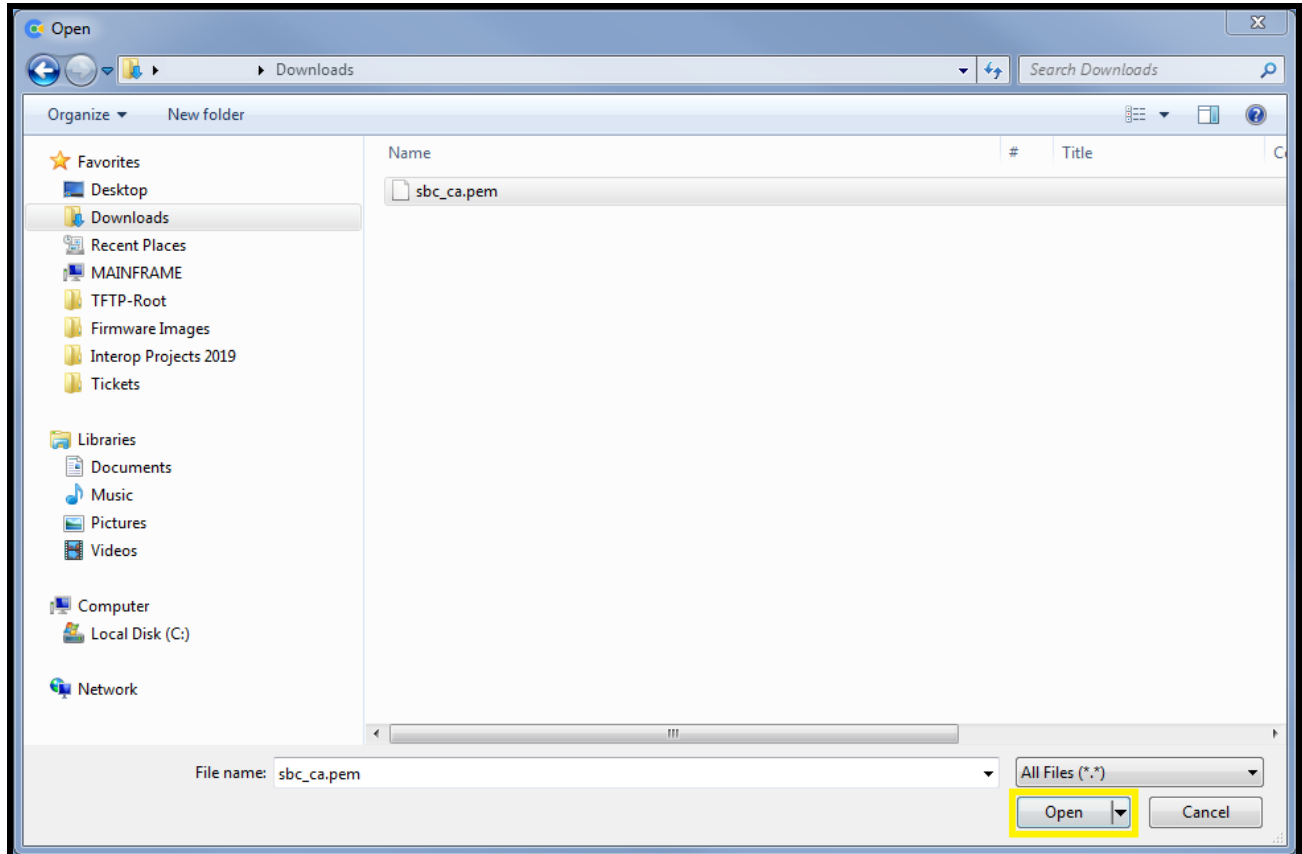 Open
Downloads
Search Downloads
Organize
New folder
Name
#
Title
sbc_ca.pem
Favorites
Desktop
Downloads
Recent Places
MAINFRAME
TFTP-Root
Firmware Images
Interop Projects 2019
Tickets
Libraries
Documents
Music
Pictures
Videos
Computer
Local Disk (C:)
Network
File name:
sbc_ca.pem
All Files (*.*)
Open
Cancel